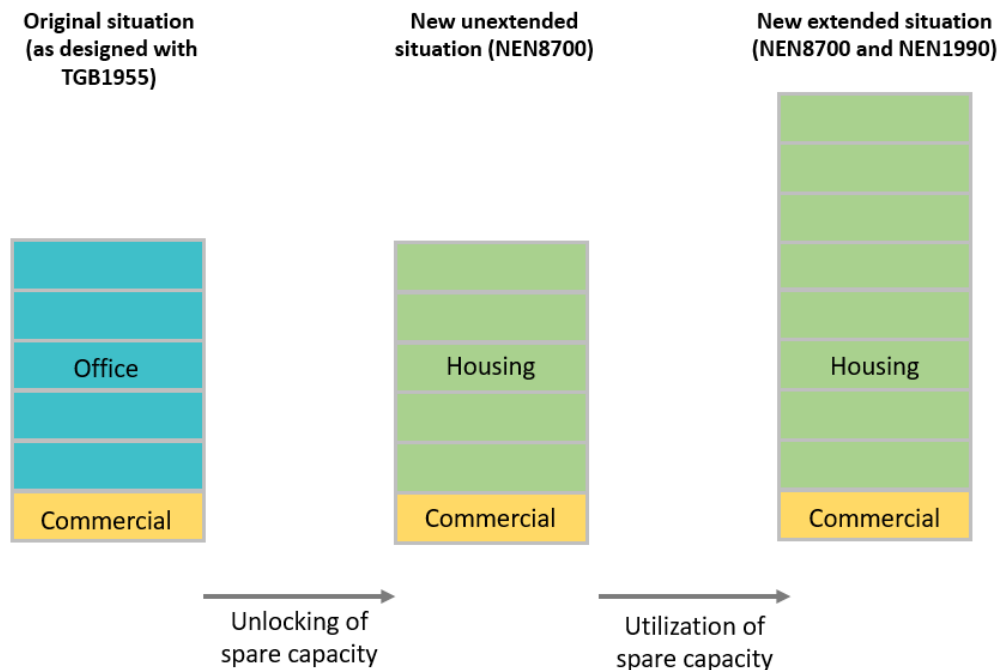 Original situation
(as designed with
TGB1955)
New unextended
situation (NEN8700)
New extended situation
(NEN8700 and NEN1990)
Office
Housing
Housing
Commercial
Commercial
Commercial
Unlocking of
spare capacity
Utilization of
spare capacity